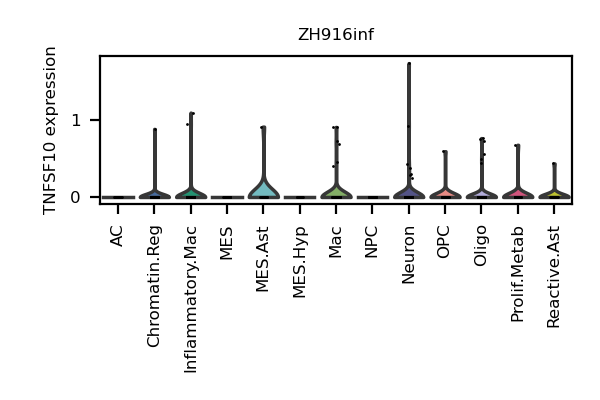 ZH916inf
TNFSF10 expression
1
0
AC
Chromatin.Reg
Inflammatory.Mac
MES
MES.Ast
MES.Hyp
Mac
NPC
Neuron
OPC
Oligo
Prolif.Metab
Reactive.Ast